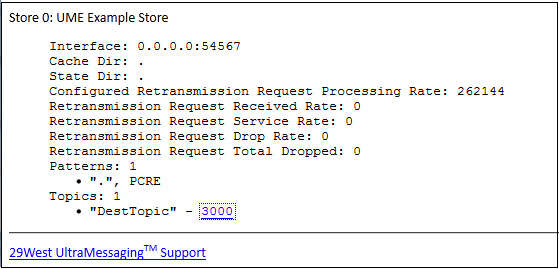 Store 0: UME Example Store
Interface: 0.0.0.0:54567
Cache Dir: .
State Dir: .
Configured Retransmission Request Processing Rate: 262144
Retransmission Request Received Rate: 0
Retransmission Request Service Rate: 0
Retransmission Request Drop Rate: 0
Retransmission Request Total Dropped: 0
Patterns: 1
• ".", PCRE
Topics: 1
• "DestTopic" - 3000
29West UltraMessaging™ Support